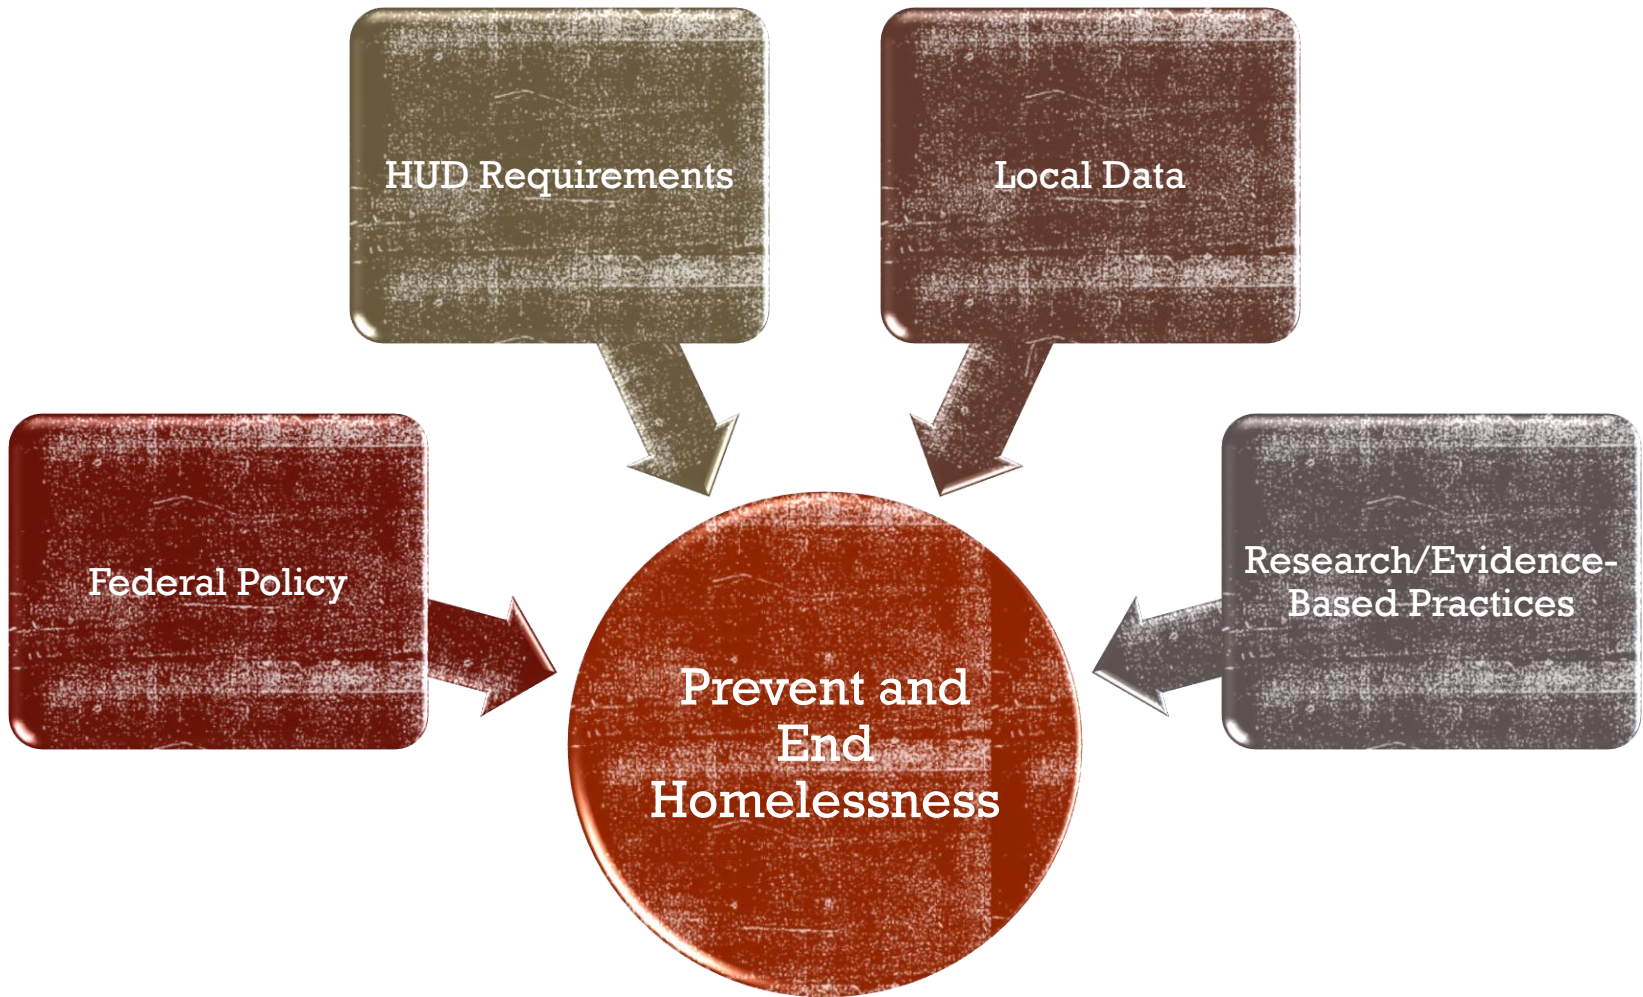 HUD Requirements
Local Data
Federal Policy
Research/Evidence-
Based Practices
Prevent and
End
Homelessness